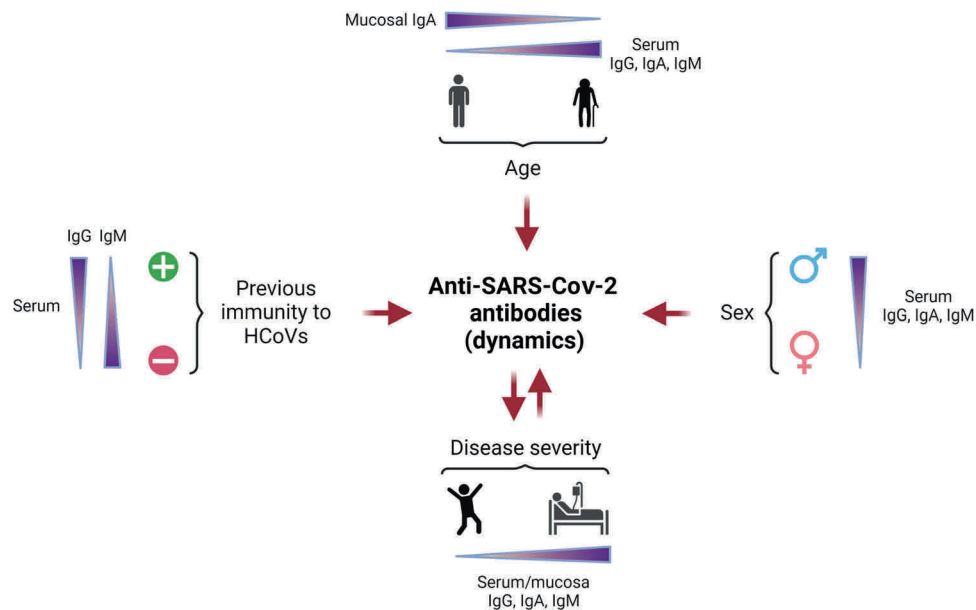 Mucosal IgA
Serum
IgG, IgA, IgM
Age
IgG IgM
Serum
Previous
immunity to
HCoVs
Anti-SARS-Cov-2
antibodies
(dynamics)
Sex
Serum
IgG, IgA, IgM
Disease severity
Serum/mucosa
IgG, IgA, IgM